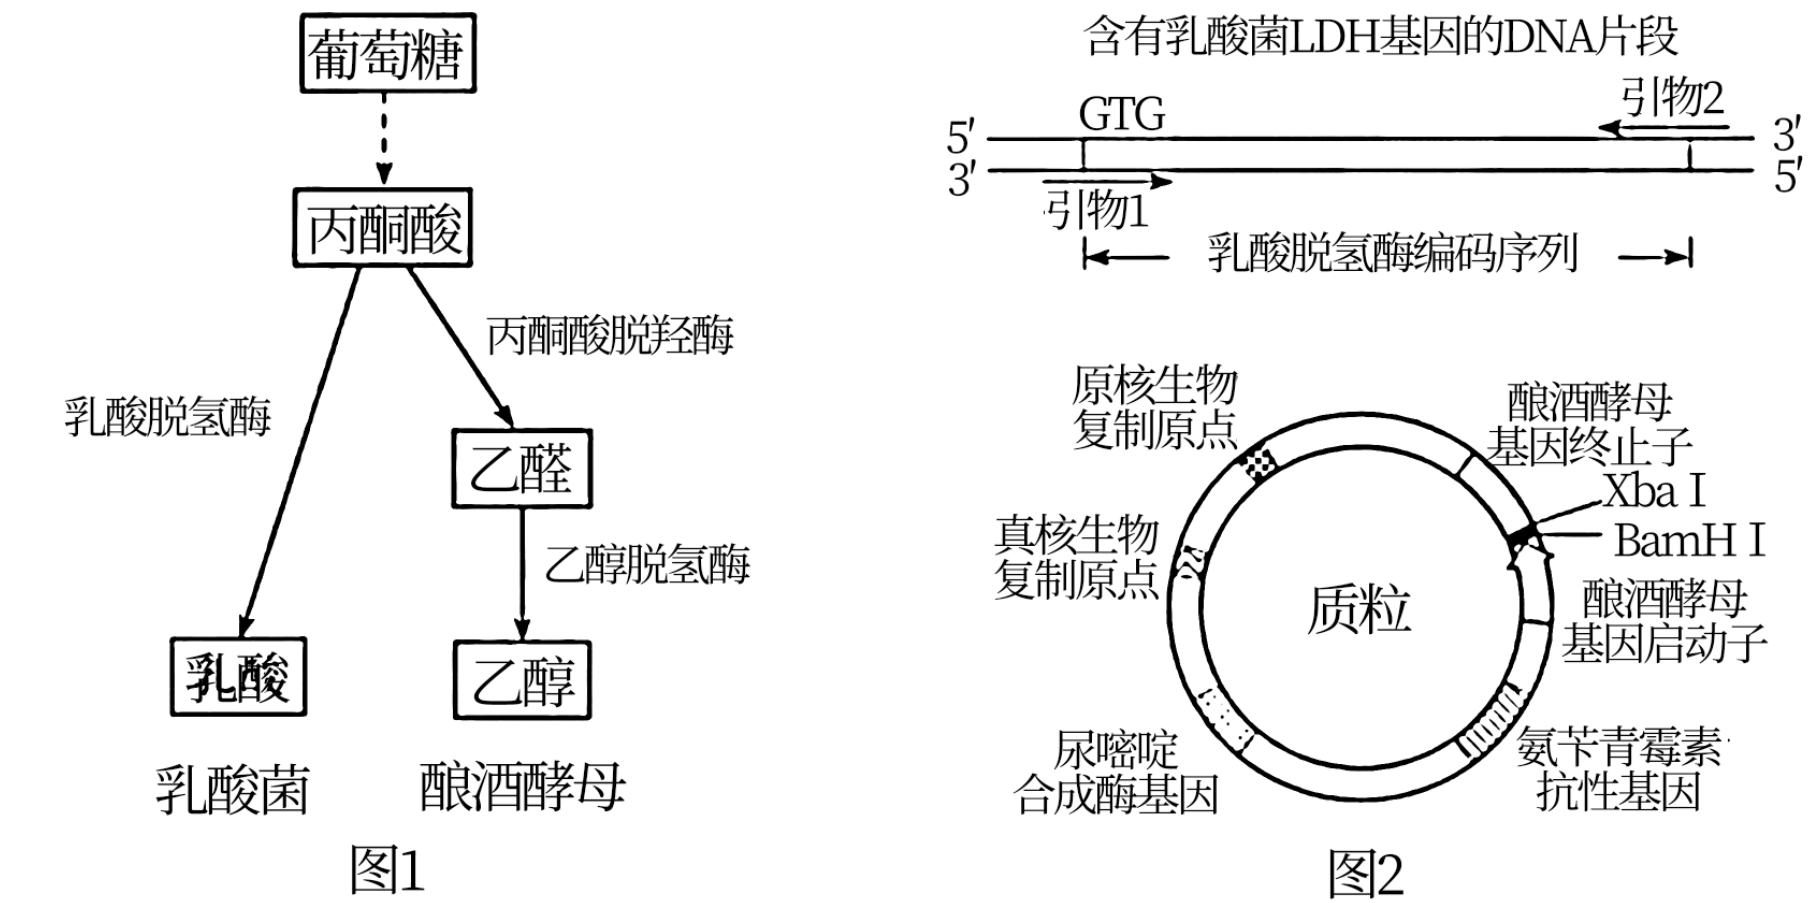 葡萄糖
丙酮酸
丙酮酸脱羟酶
乳酸脱氢酶
乙醛
乙醇脱氢酶
乳酸
乙醇
乳酸菌
酿酒酵母
图1
含有乳酸菌LDH基因的DNA片段
GTG
引物2
5′
3′
3′
5′
引物1
乳酸脱氢酶编码序列
原核生物
复制原点
酿酒酵母
基因终止子
Xba I
BamH I
真核生物
复制原点
质粒
酿酒酵母
基因启动子
尿嘧啶
合成酶基因
氨苄青霉素
抗性基因
图2